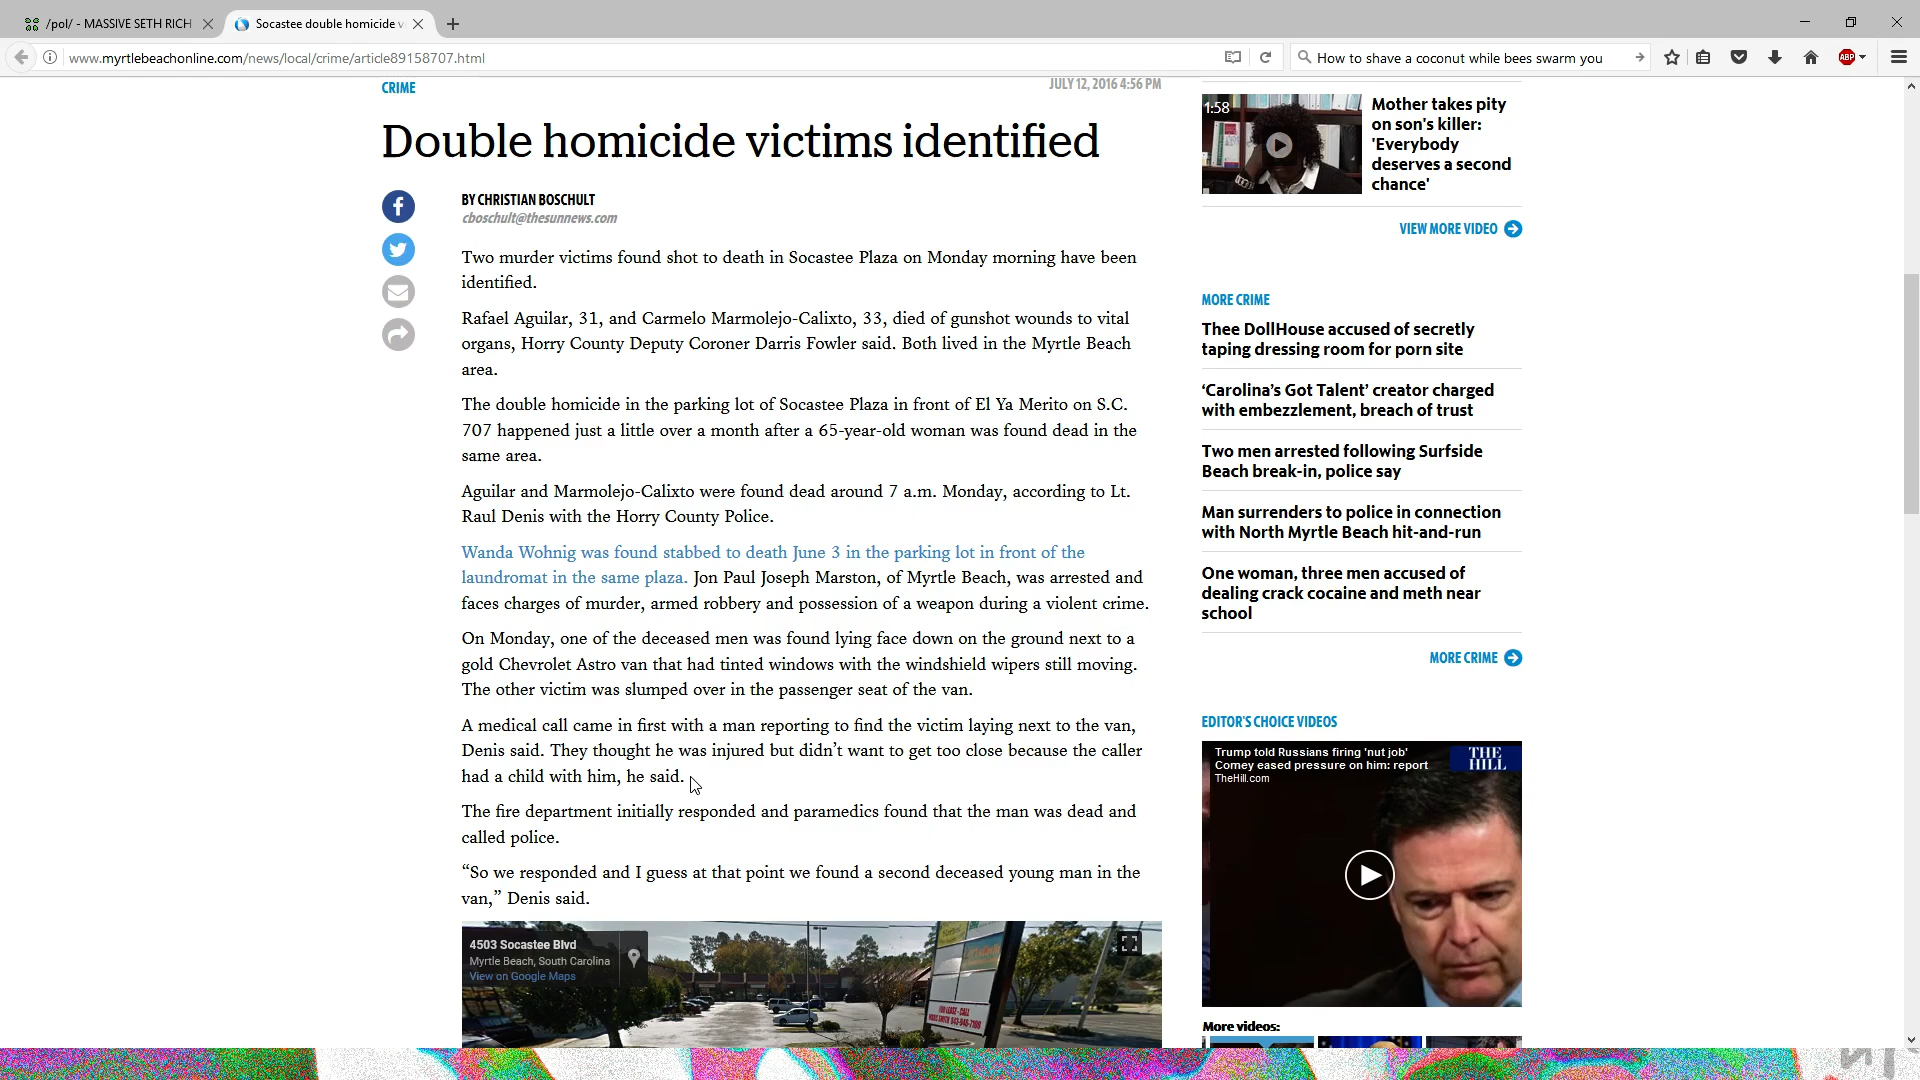 /pol/ - MASSIVE SETH RICH
Socastee double homicide v
www.myrtlebeachonline.com/news/local/crime/article89158707.html
How to shave a coconut while bees swarm you
ABP
CRIME
JULY 12, 2016 4:56 PM
Double homicide victims identified
BY CHRISTIAN BOSCHULT
cboschult@thesunnews.com
Two murder victims found shot to death in Socastee Plaza on Monday morning have been
identified.
Rafael Aguilar, 31, and Carmelo Marmolejo-Calixto, 33, died of gunshot wounds to vital
organs, Horry County Deputy Coroner Darris Fowler said. Both lived in the Myrtle Beach
area.
The double homicide in the parking lot of Socastee Plaza in front of El Ya Merito on S.C.
707 happened just a little over a month after a 65-year-old woman was found dead in the
same area.
Aguilar and Marmolejo-Calixto were found dead around 7 a.m. Monday, according to Lt.
Raul Denis with the Horry County Police.
Wanda Wohnig was found stabbed to death June 3 in the parking lot in front of the
laundromat in the same plaza. Jon Paul Joseph Marston, of Myrtle Beach, was arrested and
faces charges of murder, armed robbery and possession of a weapon during a violent crime.
On Monday, one of the deceased men was found lying face down on the ground next to a
gold Chevrolet Astro van that had tinted windows with the windshield wipers still moving.
The other victim was slumped over in the passenger seat of the van.
A medical call came in first with a man reporting to find the victim laying next to the van,
Denis said. They thought he was injured but didn’t want to get too close because the caller
had a child with him, he said.
The fire department initially responded and paramedics found that the man was dead and
called police.
“So we responded and I guess at that point we found a second deceased young man in the
van,” Denis said.
4503 Socastee Blvd
Myrtle Beach, South Carolina
View on Google Maps
FOR LEASE - CALL
1:58
Mother takes pity
on son's killer:
'Everybody
deserves a second
chance'
VIEW MORE VIDEO
MORE CRIME
Thee DollHouse accused of secretly
taping dressing room for porn site
‘Carolina’s Got Talent’ creator charged
with embezzlement, breach of trust
Two men arrested following Surfside
Beach break-in, police say
Man surrenders to police in connection
with North Myrtle Beach hit-and-run
One woman, three men accused of
dealing crack cocaine and meth near
school
MORE CRIME
EDITOR'S CHOICE VIDEOS
Trump told Russians firing 'nut job'
Comey eased pressure on him: report
TheHill.com
THE
HILL
More videos: